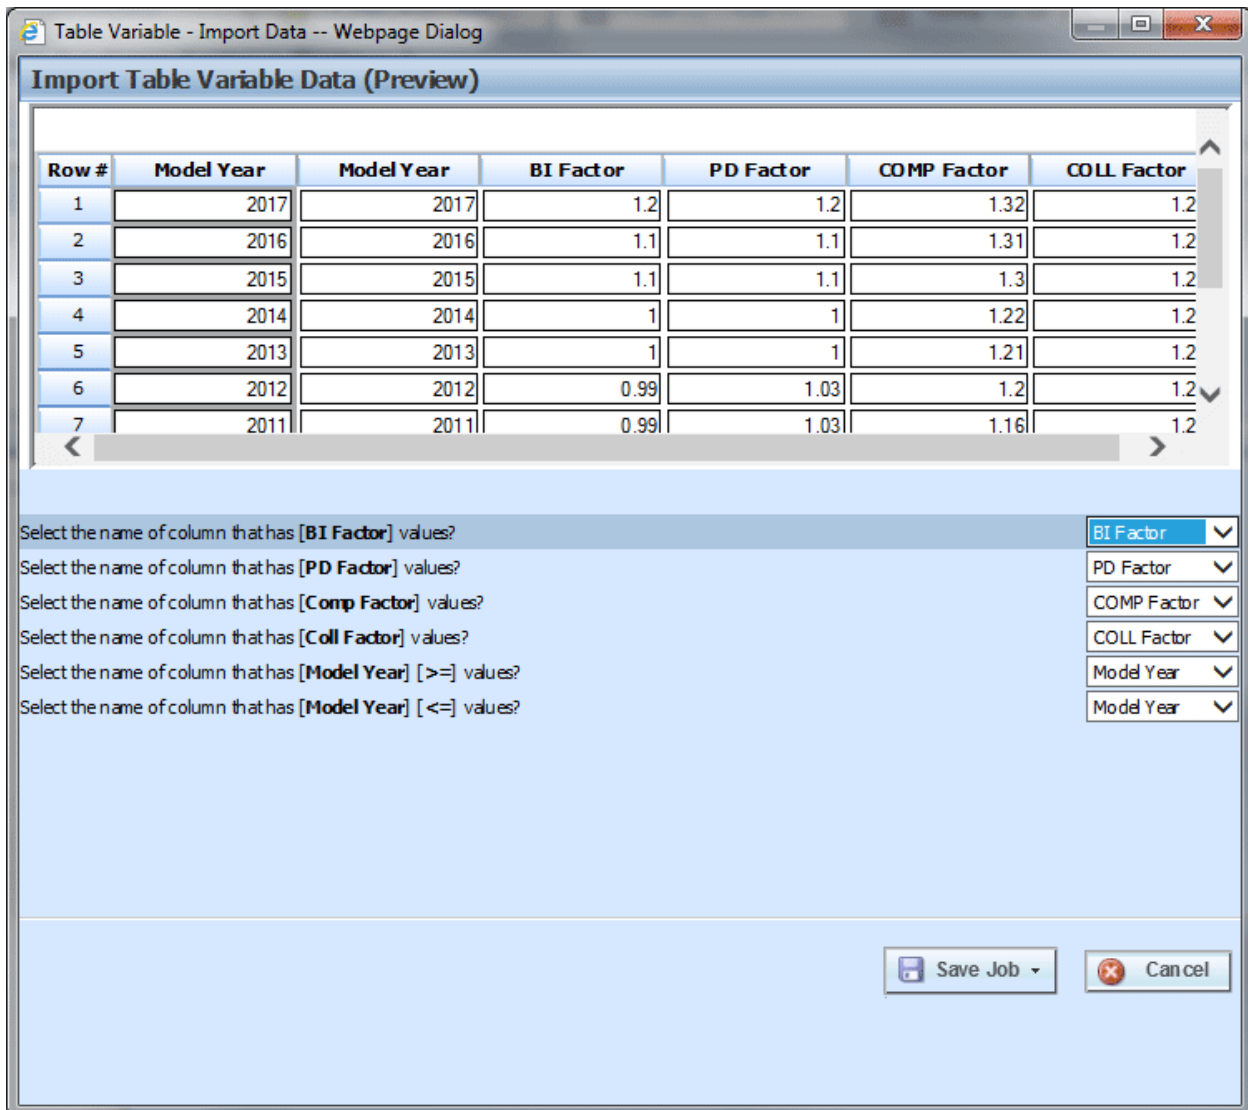 Table Variable - Import Data -- Webpage Dialog
Import Table Variable Data (Preview)
Row # Model Year Model Year BI Factor PD Factor COMP Factor COLL Factor
1 2017 2017 1.2 1.2 1.32 1.2
2 2016 2016 1.1 1.1 1.31 1.2
3 2015 2015 1.1 1.1 1.3 1.2
4 2014 2014 1 1 1.22 1.2
5 2013 2013 1 1 1.21 1.2
6 2012 2012 0.99 1.03 1.2 1.2
7 2011 2011 0.99 1.03 1.16 1.2
Select the name of column that has [BI Factor] values? BI Factor
Select the name of column that has [PD Factor] values? PD Factor
Select the name of column that has [Comp Factor] values? COMP Factor
Select the name of column that has [Coll Factor] values? COLL Factor
Select the name of column that has [Model Year] [>=] values? Model Year
Select the name of column that has [Model Year] [<=] values? Model Year
Save Job Cancel